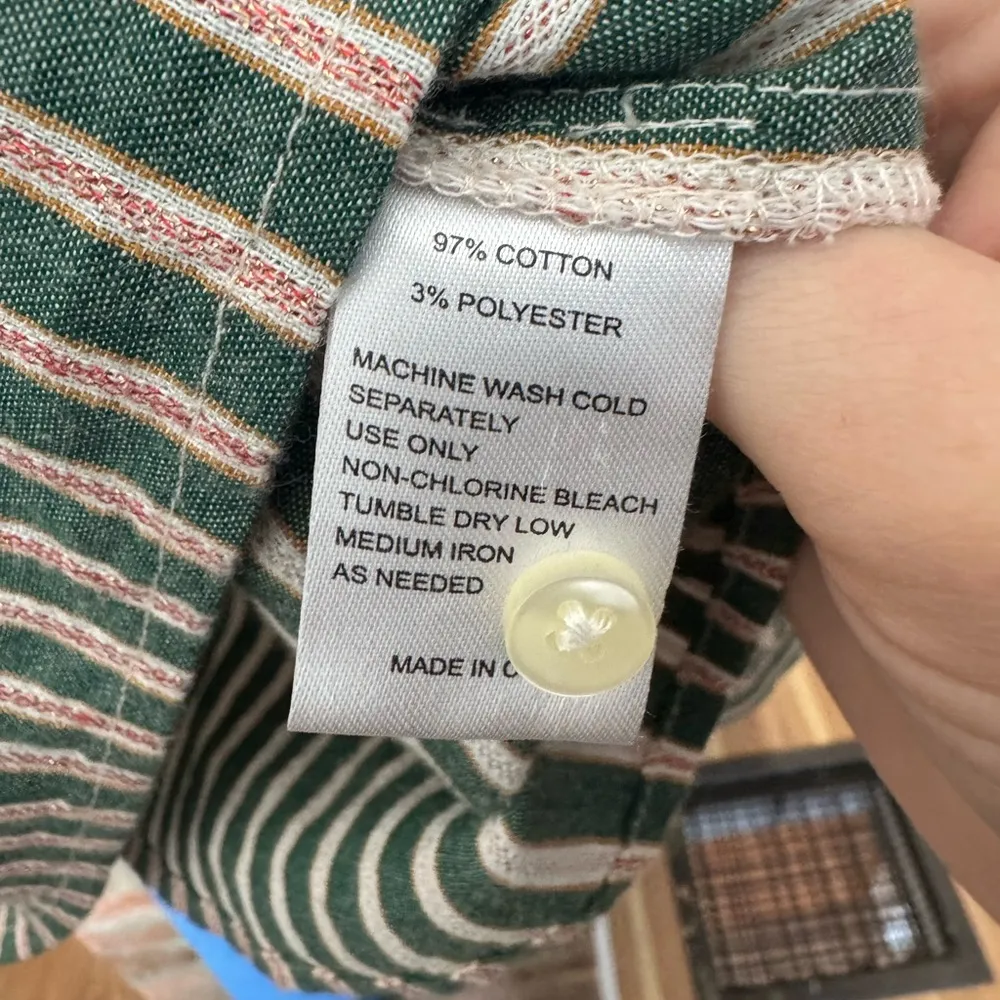 97% COTTON
3% POLYESTER
MACHINE WASH COLD
SEPARATELY
USE ONLY
NON-CHLORINE BLEACH
TUMBLE DRY LOW
MEDIUM IRON
AS NEEDED
MADE IN